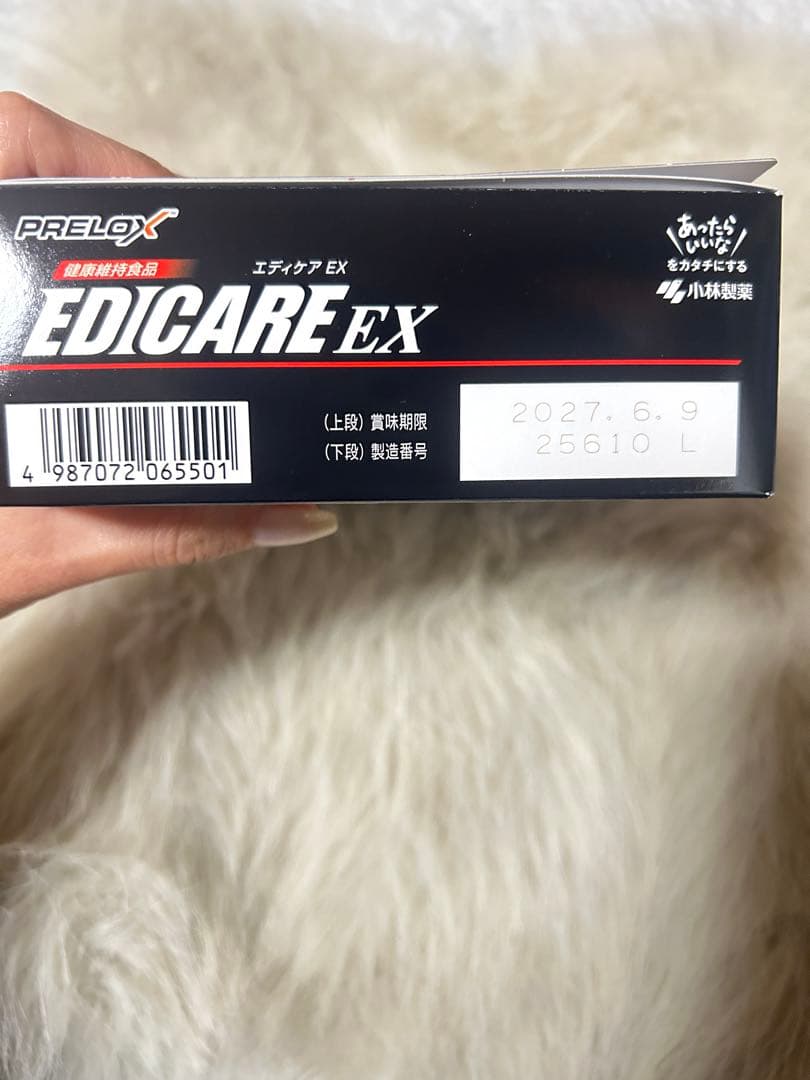 PRELOX™
健康維持食品
エディケア EX
EDICARE EX
あったら
いいな
をカタチにする
小林製薬
4 987072 065501
(上段) 賞味期限
(下段) 製造番号
2027. 6. 9
25610 L